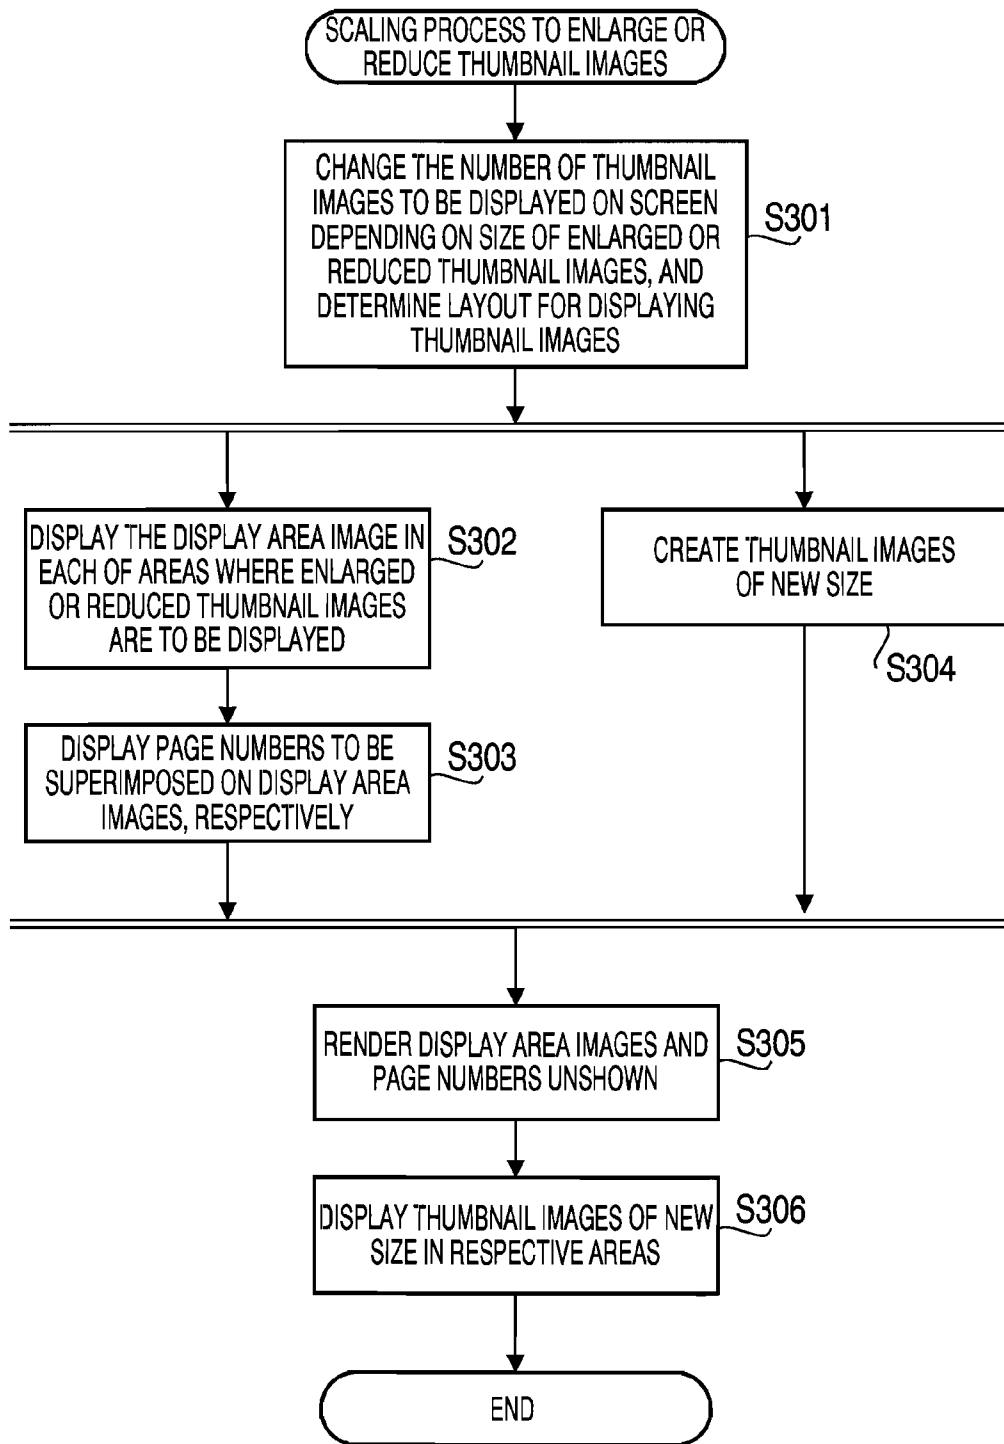 SCALING PROCESS TO ENLARGE OR
REDUCE THUMBNAIL IMAGES
CHANGE THE NUMBER OF THUMBNAIL
IMAGES TO BE DISPLAYED ON SCREEN
DEPENDING ON SIZE OF ENLARGED OR
REDUCED THUMBNAIL IMAGES, AND
DETERMINE LAYOUT FOR DISPLAYING
THUMBNAIL IMAGES
S301
DISPLAY THE DISPLAY AREA IMAGE IN
EACH OF AREAS WHERE ENLARGED
OR REDUCED THUMBNAIL IMAGES
ARE TO BE DISPLAYED
S302
DISPLAY PAGE NUMBERS TO BE
SUPERIMPOSED ON DISPLAY AREA
IMAGES, RESPECTIVELY
S303
CREATE THUMBNAIL IMAGES
OF NEW SIZE
S304
RENDER DISPLAY AREA IMAGES AND
PAGE NUMBERS UNSHOWN
S305
DISPLAY THUMBNAIL IMAGES OF NEW
SIZE IN RESPECTIVE AREAS
S306
END